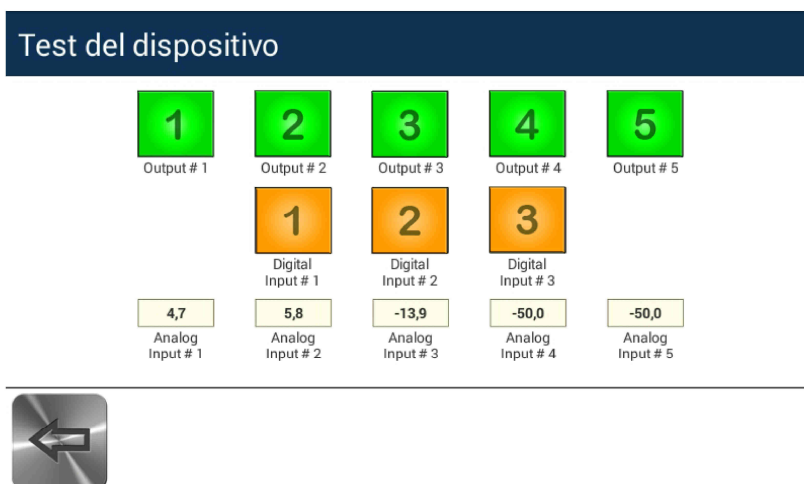 Test del dispositivo
1 2 3 4 5
Output # 1 Output # 2 Output # 3 Output # 4 Output # 5
1 2 3
Digital Digital Digital
Input # 1 Input # 2 Input # 3
4,7 5,8 -13,9 -50,0 -50,0
Analog Analog Analog Analog Analog
Input # 1 Input # 2 Input # 3 Input # 4 Input # 5